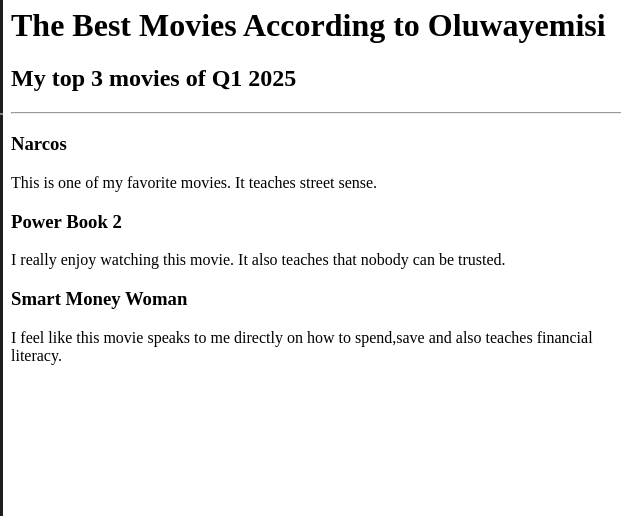 The Best Movies According to Oluwayemisi
My top 3 movies of Q1 2025
Narcos
This is one of my favorite movies. It teaches street sense.
Power Book 2
I really enjoy watching this movie. It also teaches that nobody can be trusted.
Smart Money Woman
I feel like this movie speaks to me directly on how to spend,save and also teaches financial
literacy.